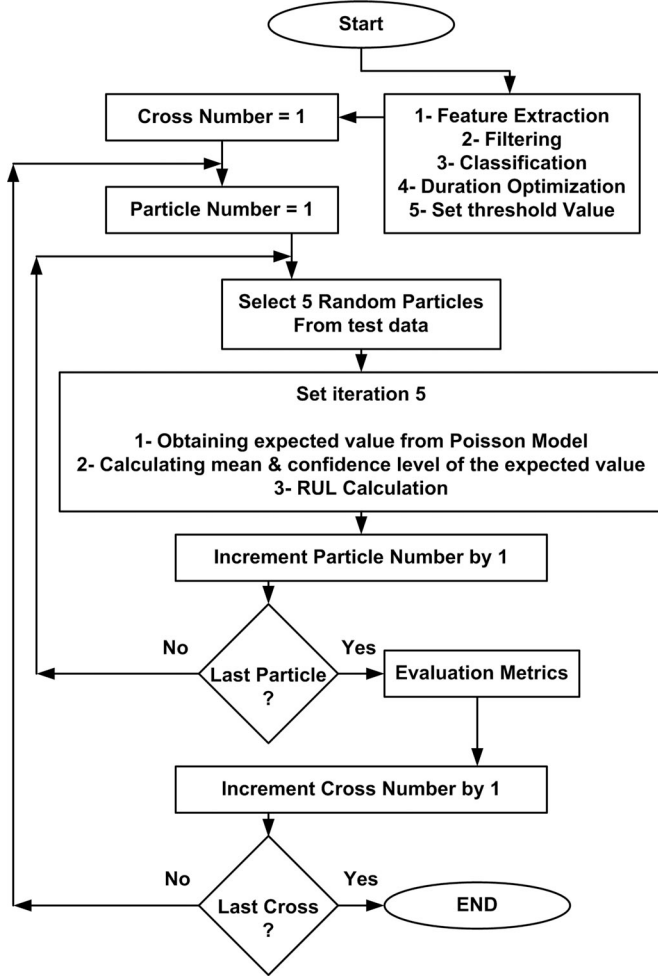 Start
1- Feature Extraction
2- Filtering
3- Classification
4- Duration Optimization
5- Set threshold Value
Cross Number = 1
Particle Number = 1
Select 5 Random Particles
From test data
Set iteration 5
1- Obtaining expected value from Poisson Model
2- Calculating mean & confidence level of the expected value
3- RUL Calculation
Increment Particle Number by 1
No
Yes
Last Particle
?
Evaluation Metrics
Increment Cross Number by 1
No
Yes
Last Cross
?
END